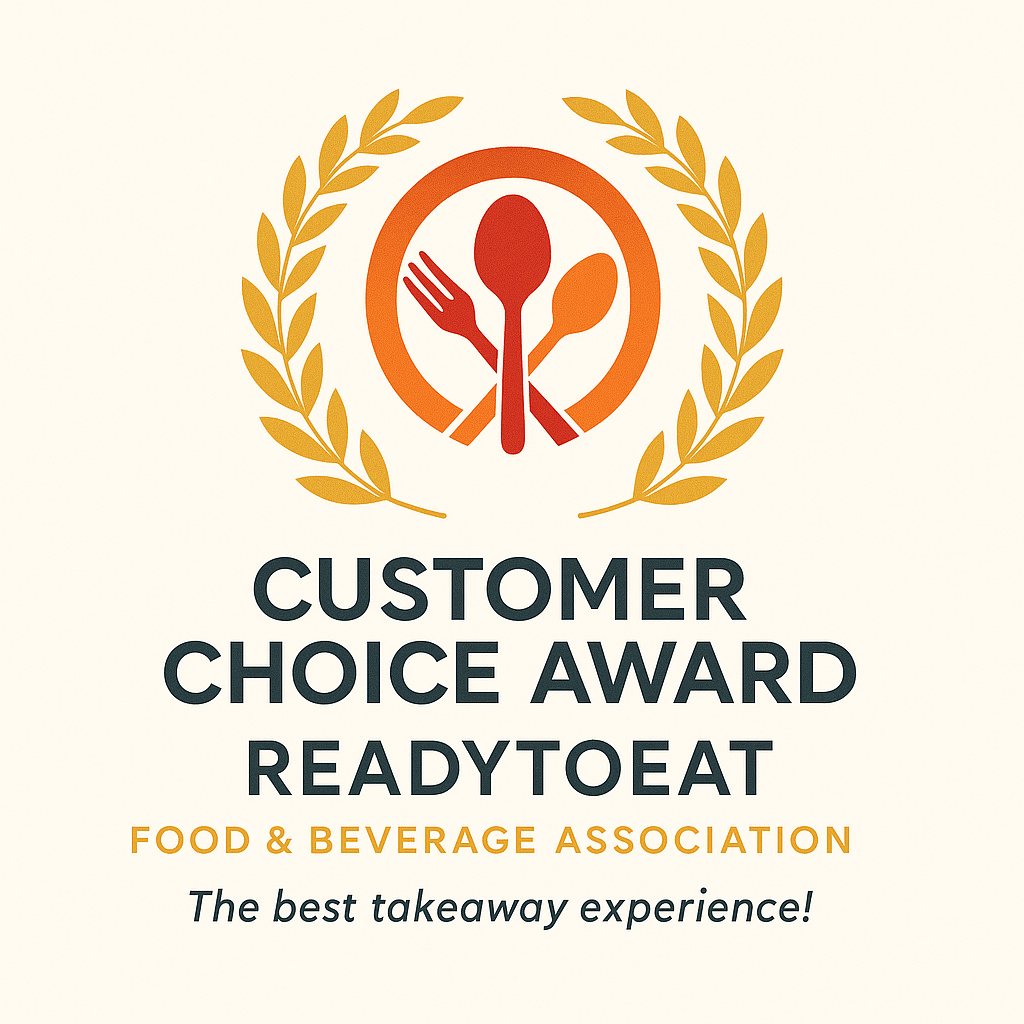 CUSTOMER
CHOICE AWARD
READYTOEAT
FOOD & BEVERAGE ASSOCIATION
The best takeaway experience!